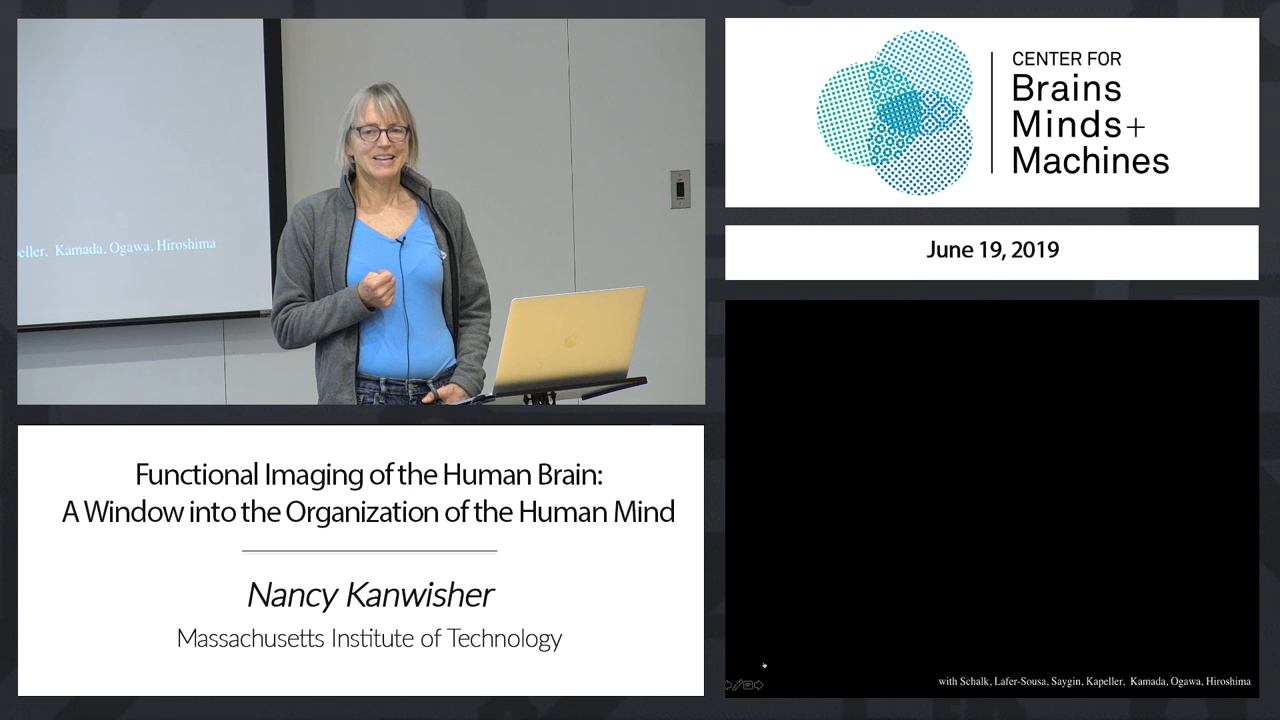 eller, Kamada, Ogawa, Hiroshima
CENTER FOR
Brains
Minds+
Machines
June 19, 2019
Functional Imaging of the Human Brain:
A Window into the Organization of the Human Mind
Nancy Kanwisher
Massachusetts Institute of Technology
with Schalk, Lafer-Sousa, Saygin, Kapeller, Kamada, Ogawa, Hiroshima